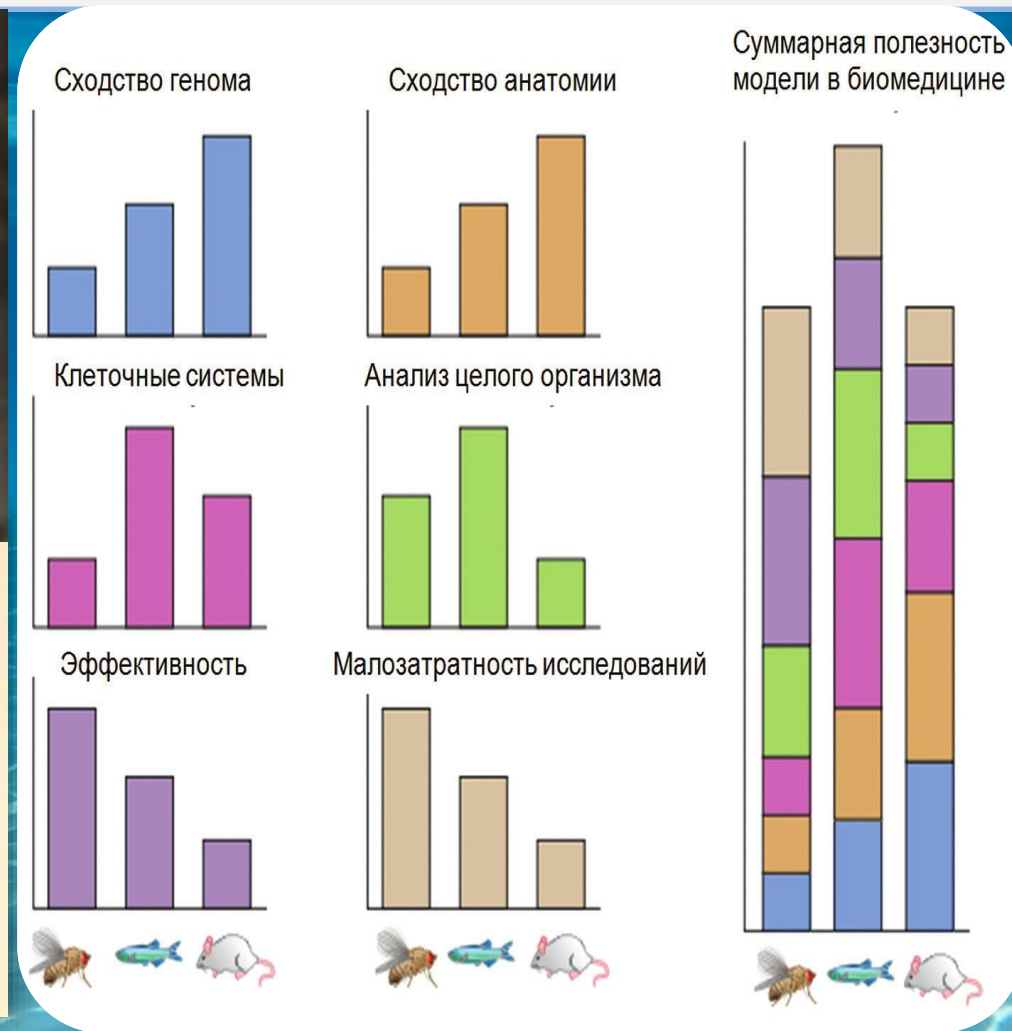 Сходство генома
Сходство анатомии
Суммарная полезность
модели в биомедицине
Клеточные системы
Анализ целого организма
Эффективность
Малозатратность исследований